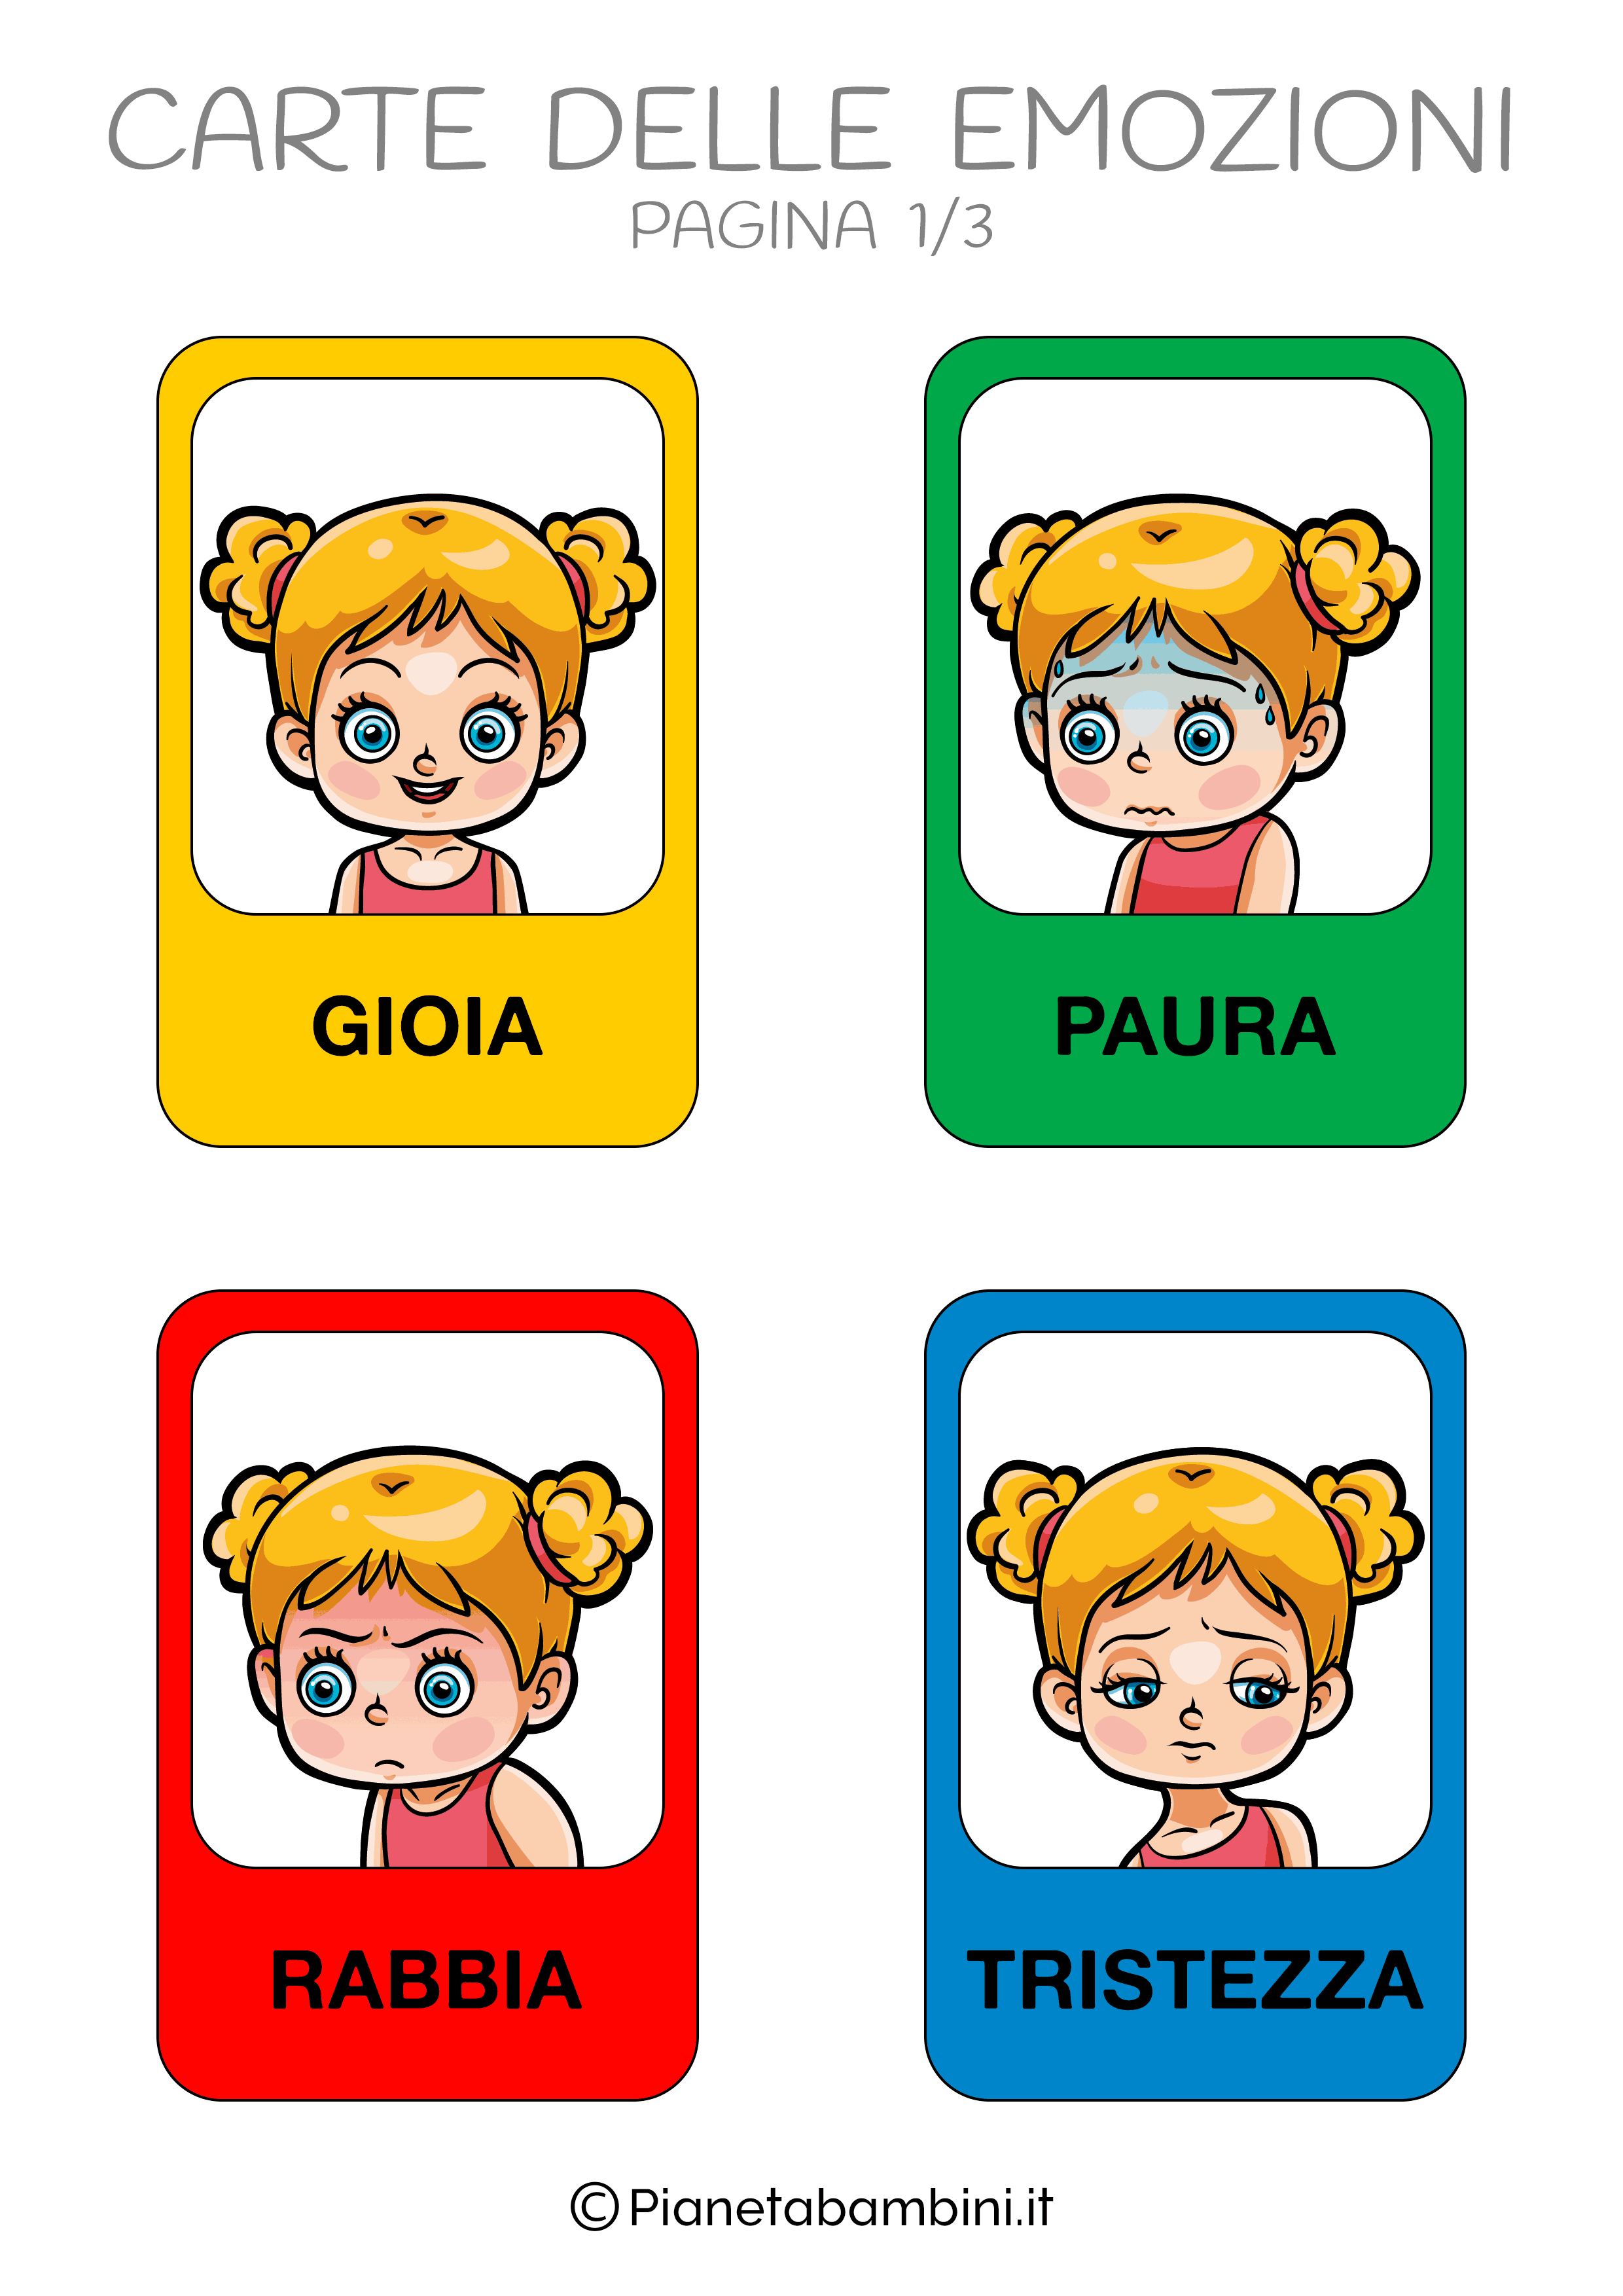 CARTE DELLE EMOZIONI
PAGINA 1/3
GIOIA
PAURA
RABBIA
TRISTEZZA
© Pianetabambini.it